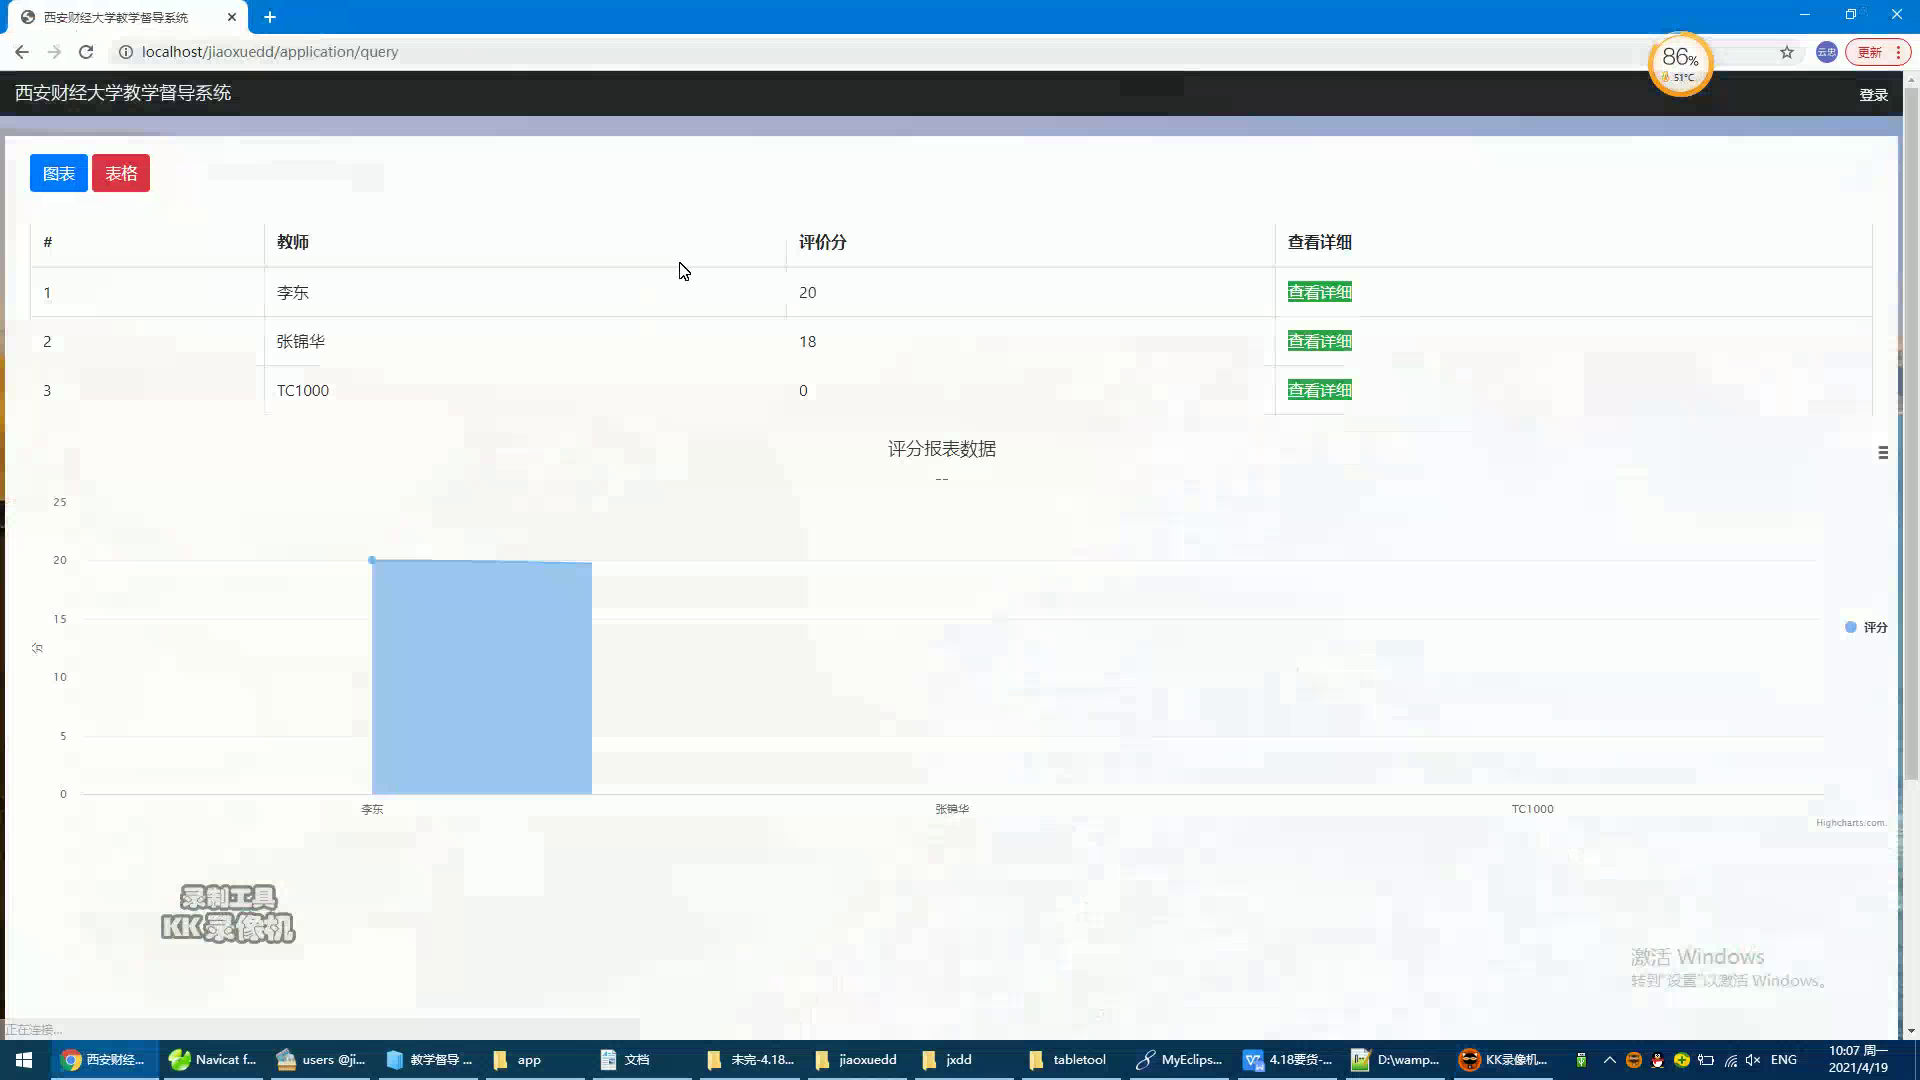 西安财经大学教学督导系统
localhost/jiaoxuedd/application/query
云忠
更新
86%
51°C
西安财经大学教学督导系统
登录
图表 表格
# 教师 评价分 查看详细
1 李东 20 查看详细
2 张锦华 18 查看详细
3 TC1000 0 查看详细
评分报表数据
--
25
20
15
分
10
5
0
评分
李东 张锦华 TC1000
Highcharts.com
录制工具
KK录像机
激活 Windows
转到"设置"以激活 Windows。
正在连接...
西安财经... Navicat f... users @ji... 教学督导 ... app 文档 未完-4.18... jiaoxuedd jxdd tabletool MyEclips... 4.18要货-... D:\wamp... KK录像机... ENG
10:07 周一
2021/4/19